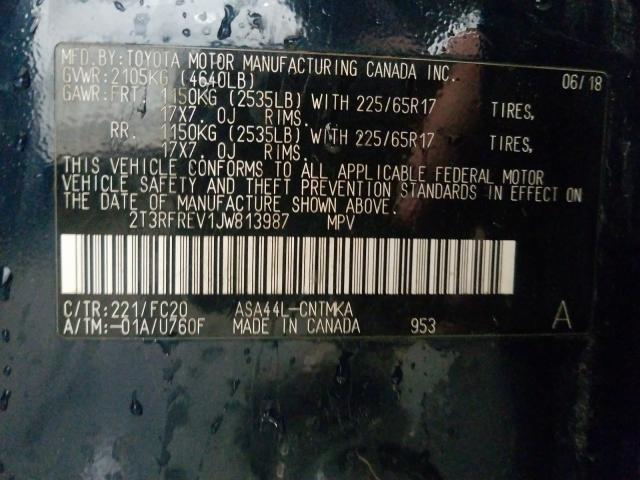 MFD. BY: TOYOTA MOTOR MANUFACTURING CANADA INC. 06/18
GVWR: 2105KG (4640LB)
GAWR: FRT. 1150KG (2535LB) WITH 225/65R17 TIRES,
17X7. 0J RIMS.
RR. 1150KG (2535LB) WITH 225/65R17 TIRES,
17X7. 0J RIMS.
THIS VEHICLE CONFORMS TO ALL APPLICABLE FEDERAL MOTOR
VEHICLE SAFETY AND THEFT PREVENTION STANDARDS IN EFFECT ON
THE DATE OF MANUFACTURE SHOWN ABOVE.
2T3RFREV1JW813987 MPV
C/TR: 221/FC20 ASA44L-CNTMKA
A/TM: -01A/U760F MADE IN CANADA 953 A